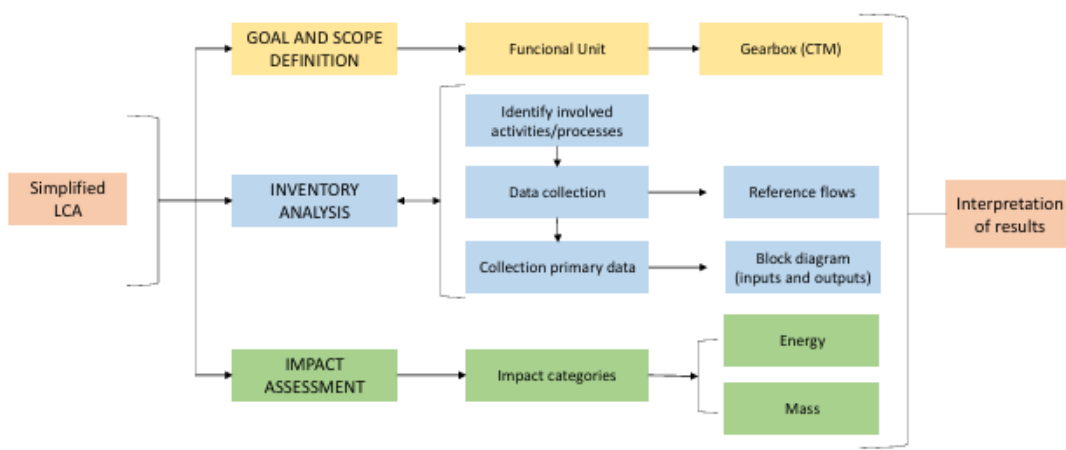 GOAL AND SCOPE
DEFINITION
Funcional Unit
Gearbox (CTM)
Identify involved
activities/processes
Simplified
LCA
INVENTORY
ANALYSIS
Data collection
Reference flows
Interpretation
of results
Collection primary data
Block diagram
(inputs and outputs)
IMPACT
ASSESSMENT
Impact categories
Energy
Mass